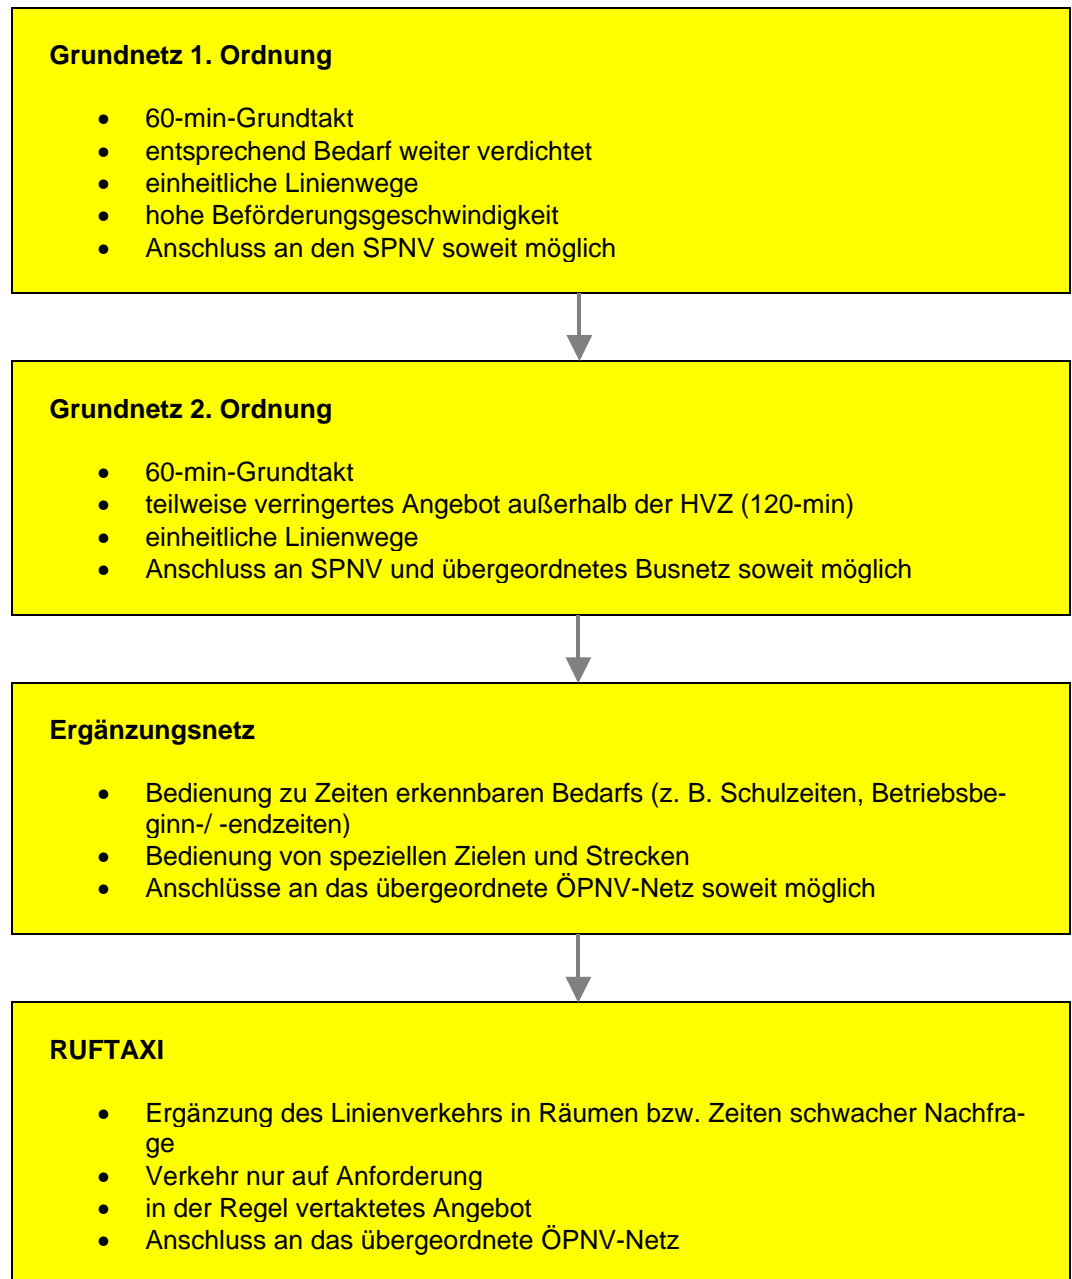 Grundnetz 1. Ordnung
• 60-min-Grundtakt
• entsprechend Bedarf weiter verdichtet
• einheitliche Linienwege
• hohe Beförderungsgeschwindigkeit
• Anschluss an den SPNV soweit möglich
Grundnetz 2. Ordnung
• 60-min-Grundtakt
• teilweise verringertes Angebot außerhalb der HVZ (120-min)
• einheitliche Linienwege
• Anschluss an SPNV und übergeordnetes Busnetz soweit möglich
Ergänzungsnetz
• Bedienung zu Zeiten erkennbaren Bedarfs (z. B. Schulzeiten, Betriebsbe-
ginn-/ -endzeiten)
• Bedienung von speziellen Zielen und Strecken
• Anschlüsse an das übergeordnete ÖPNV-Netz soweit möglich
RUFTAXI
• Ergänzung des Linienverkehrs in Räumen bzw. Zeiten schwacher Nachfra-
ge
• Verkehr nur auf Anforderung
• in der Regel vertaktetes Angebot
• Anschluss an das übergeordnete ÖPNV-Netz